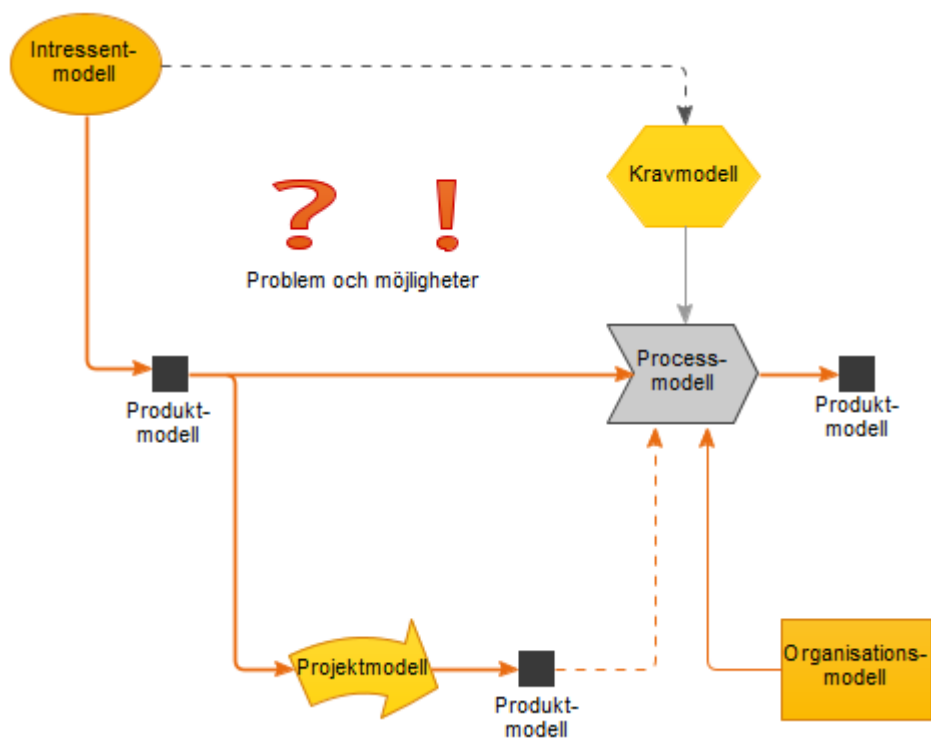 Intressent-
modell
Kravmodell
? !
Problem och möjligheter
Process-
modell
Produkt-
modell
Produkt-
modell
Projektmodell
Produkt-
modell
Organisations-
modell